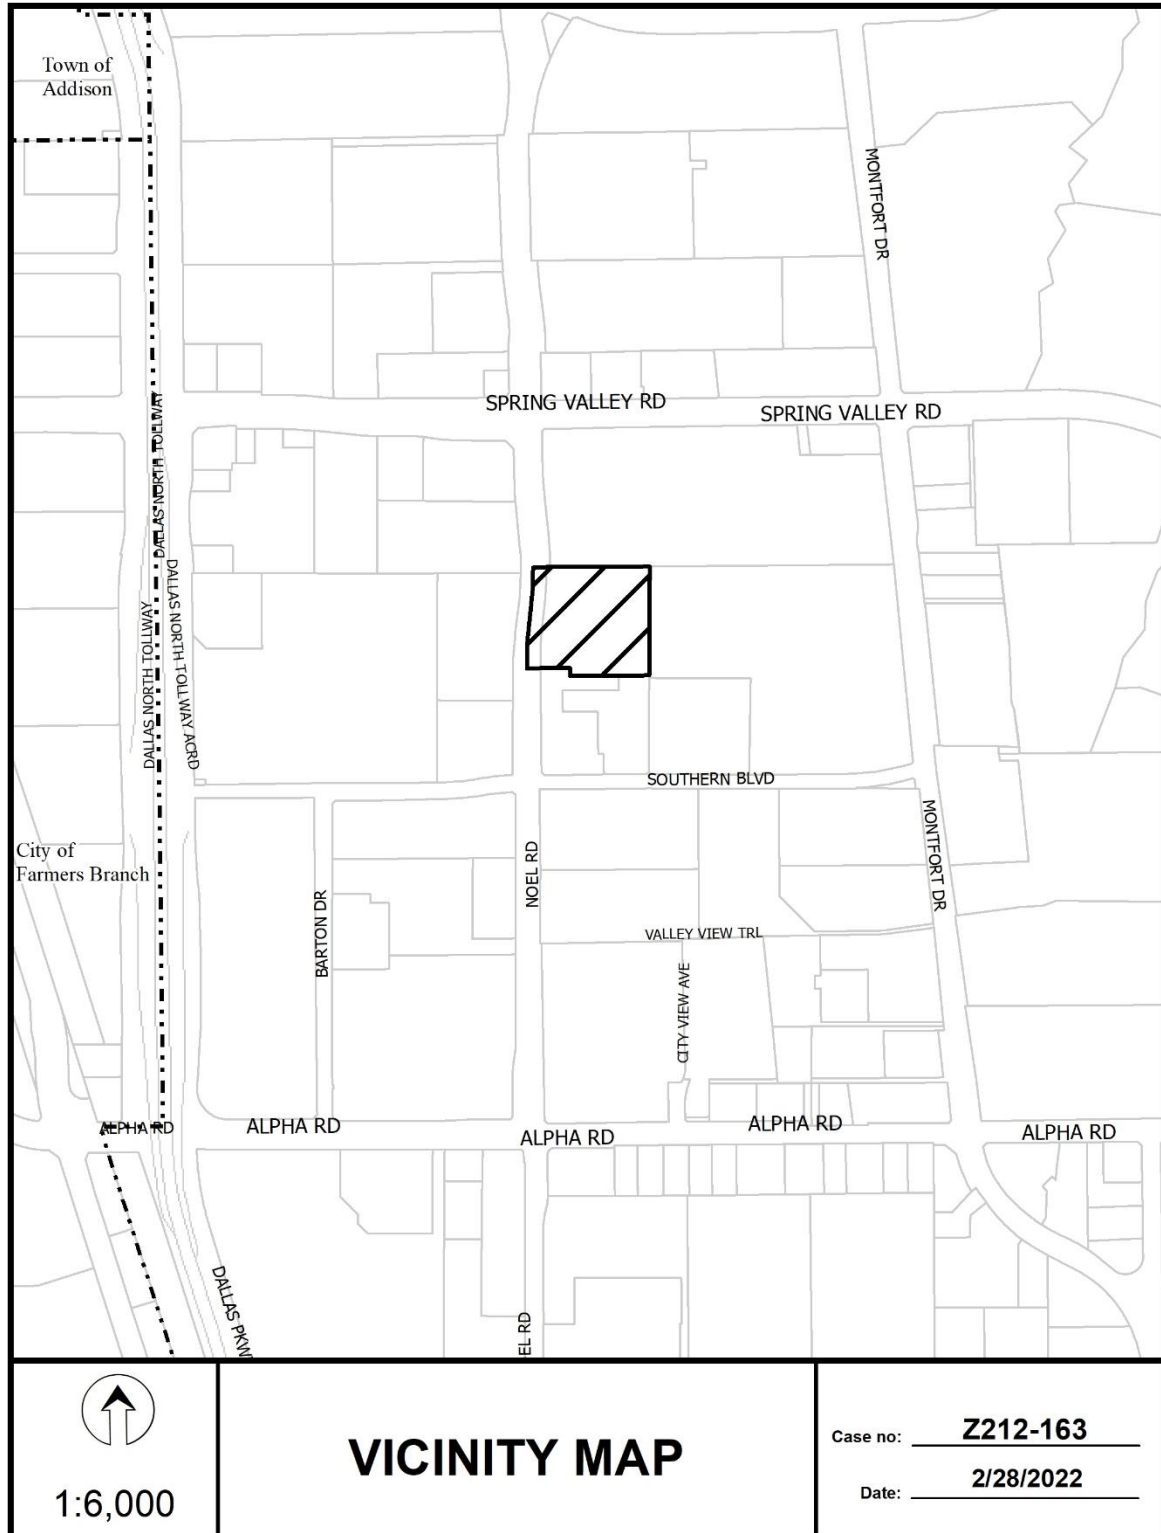 Town of
Addison
MONTFORT DR
SPRING VALLEY RD
SPRING VALLEY RD
DALLAS NORTH TOLLWAY
DALLAS NORTH TOLLWAY
DALLAS NORTH TOLLWAY ACRD
SOUTHERN BLVD
MONTFORT DR
City of
Farmers Branch
NOEL RD
BARTON DR
VALLEY VIEW TRL
CITY VIEW AVE
ALPHA RD
ALPHA RD
ALPHA RD
ALPHA RD
ALPHA RD
DALLAS PKW
EL RD
1:6,000
VICINITY MAP
Case no: Z212-163
Date: 2/28/2022